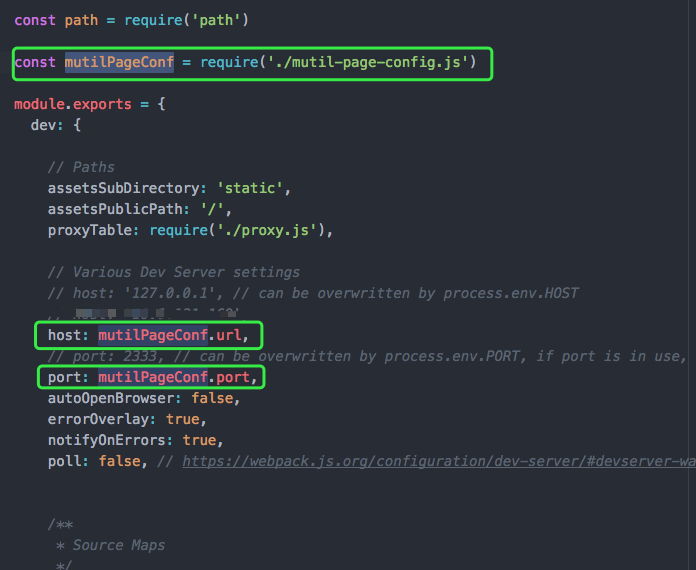 const path = require('path')
const mutilPageConf = require('./mutil-page-config.js')
module.exports = {
dev: {
// Paths
assetsSubDirectory: 'static',
assetsPublicPath: '/',
proxyTable: require('./proxy.js'),
// Various Dev Server settings
// host: '127.0.0.1', // can be overwritten by process.env.HOST
host: mutilPageConf.url,
// port: 2333, // can be overwritten by process.env.PORT, if port is in use,
port: mutilPageConf.port,
autoOpenBrowser: false,
errorOverlay: true,
notifyOnErrors: true,
poll: false, // https://webpack.js.org/configuration/dev-server/#devserver-wa
/**
* Source Maps
*/